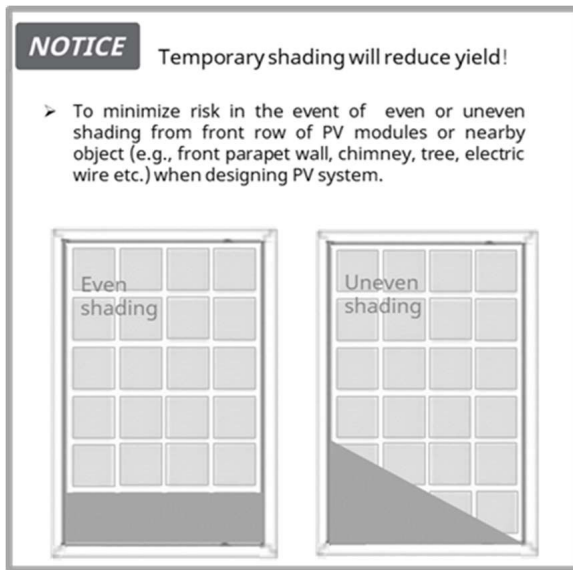 NOTICE Temporary shading will reduce yield!
➢ To minimize risk in the event of even or uneven
shading from front row of PV modules or nearby
object (e.g., front parapet wall, chimney, tree, electric
wire etc.) when designing PV system.
Even
shading
Uneven
shading